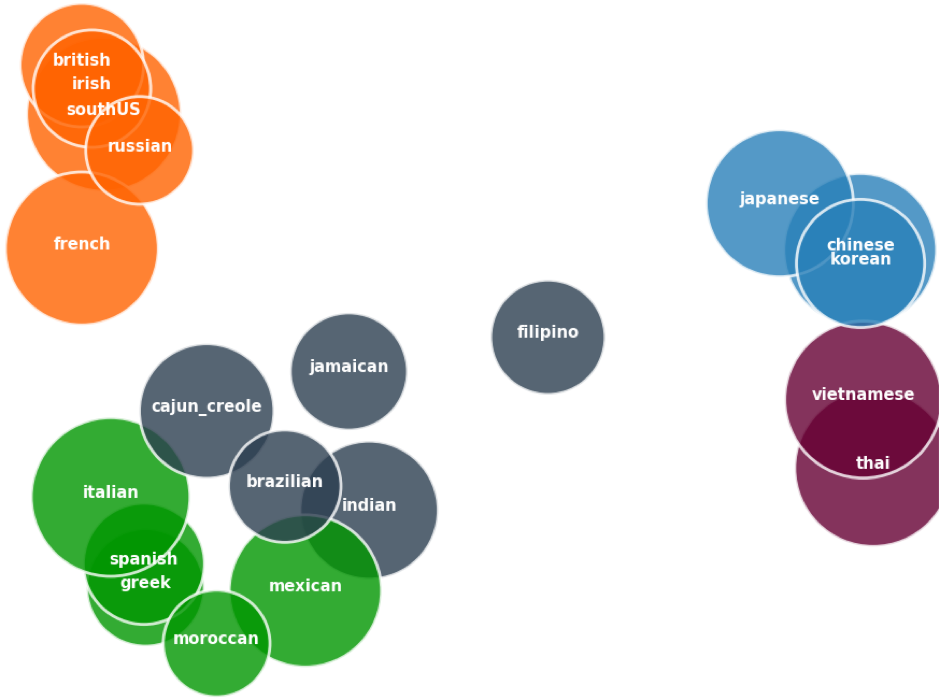 british
irish
southUS
russian
japanese
french
chinese
korean
filipino
jamaican
vietnamese
cajun_creole
thai
brazilian
italian
indian
spanish
greek
mexican
moroccan